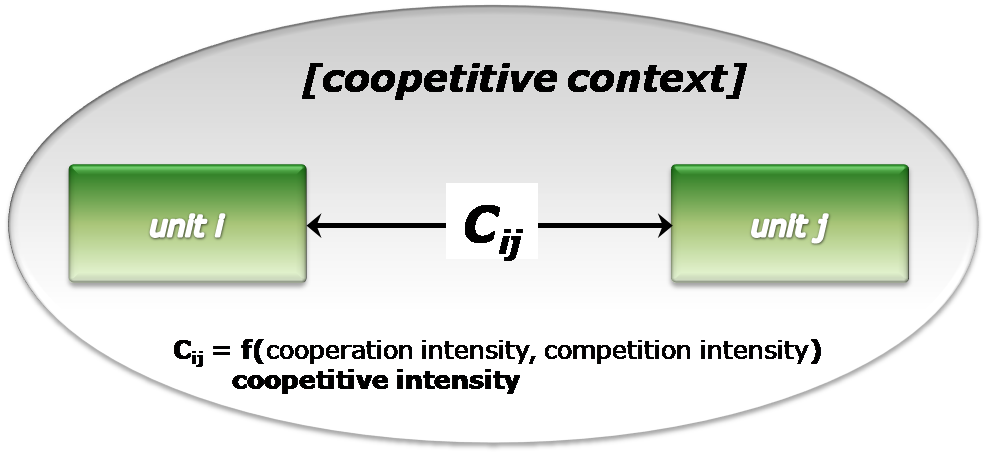 [coopetitive context]
unit i
Cij
unit j
Cij = f(cooperation intensity, competition intensity)
coopetitive intensity